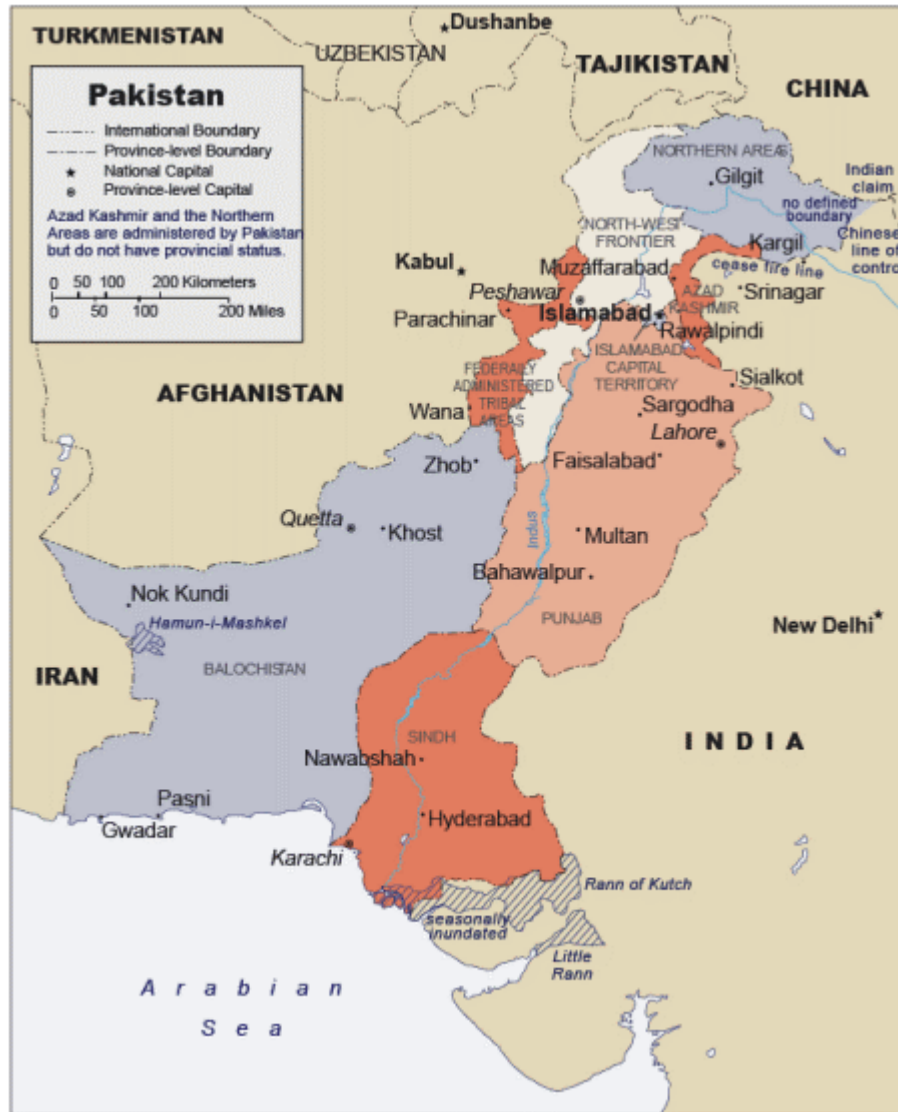 Dushanbe
TURKMENISTAN
UZBEKISTAN
TAJIKISTAN
CHINA
Pakistan
International Boundary
Province-level Boundary
National Capital
Province-level Capital
Azad Kashmir and the Northern
Areas are administered by Pakistan
but do not have provincial status.
0 50 100 200 Kilometers
0 50 100 200 Miles
NORTHERN AREAS
Gilgit
Indian
claim
no defined
boundary
Chinese
line of
control
NORTH-WEST
FRONTIER
Kargil
cease fire line
Kabul
Muzaffarabad
Peshawar
AZAD
KASHMIR
Srinagar
Islamabad
Parachinar
Rawalpindi
ISLAMABAD
CAPITAL
TERRITORY
FEDERALLY
ADMINISTERED
TRIBAL
AREAS
Sialkot
AFGHANISTAN
Wana
Sargodha
Lahore
Zhob
Faisalabad
Quetta
Khost
Indus
Multan
Bahawalpur
Nok Kundi
Hamun-i-Mashkel
PUNJAB
New Delhi
IRAN
BALOCHISTAN
SINDH
INDIA
Nawabshah
Pasni
Gwadar
Hyderabad
Karachi
Rann of Kutch
seasonally
inundated
Little
Rann
Arabian
Sea